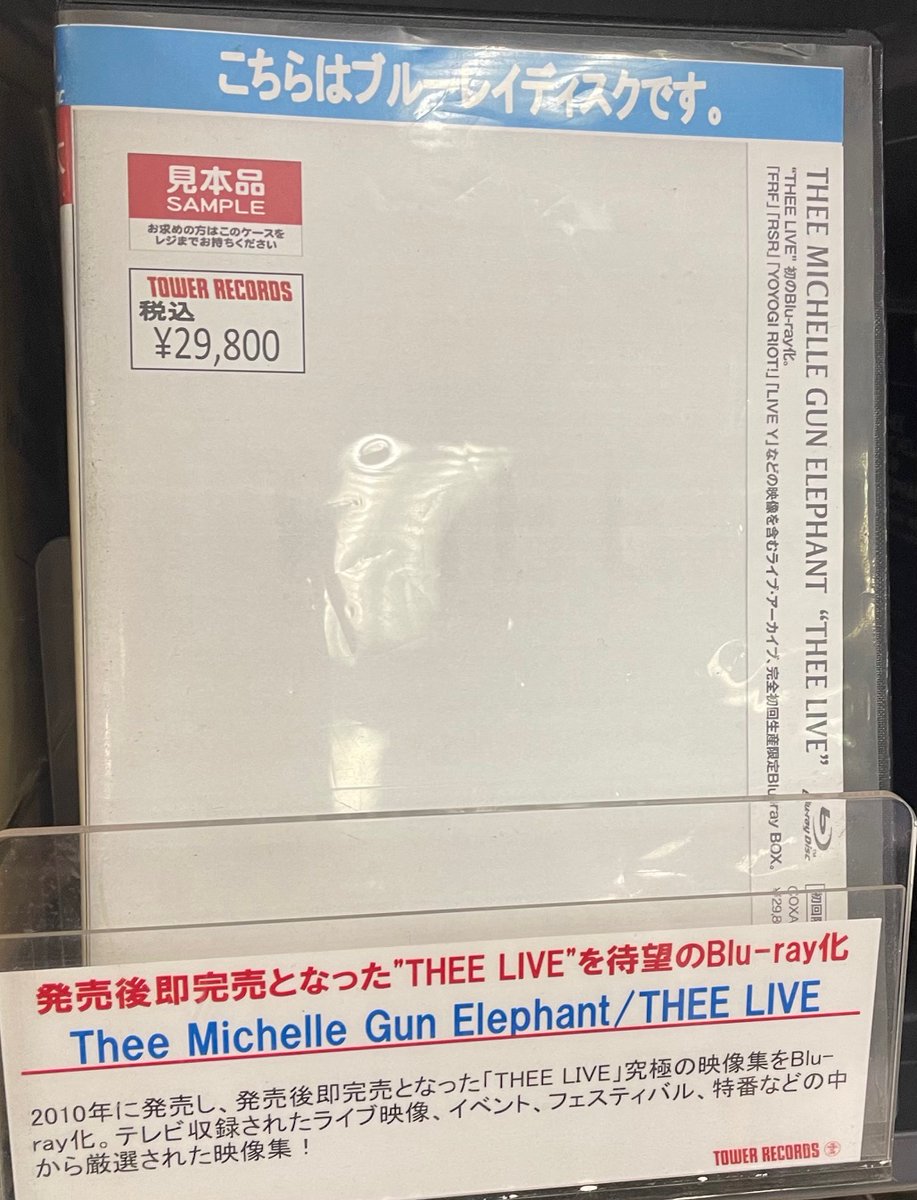 こちらはブルーレイディスクです。
見本品
SAMPLE
お求めの方はこのケースを
レジまでお持ちください
TOWER RECORDS
税込
¥29,800
THEE MICHELLE GUN ELEPHANT “THEE LIVE”
“THEE LIVE” 初のBlu-ray化。
「FRF」「RSR」「YOYOGI RIOT!」「LIVE Y」などの映像を含むライブ・アーカイブ、完全初回生産限定Blu-ray BOX。
Blu-ray Disc™
初回
COXA
¥29,8
発売後即完売となった"THEE LIVE"を待望のBlu-ray化
Thee Michelle Gun Elephant/THEE LIVE
2010年に発売し、発売後即完売となった「THEE LIVE」究極の映像集をBlu-
ray化。テレビ収録されたライブ映像、イベント、フェスティバル、特番などの中
から厳選された映像集！
TOWER RECORDS